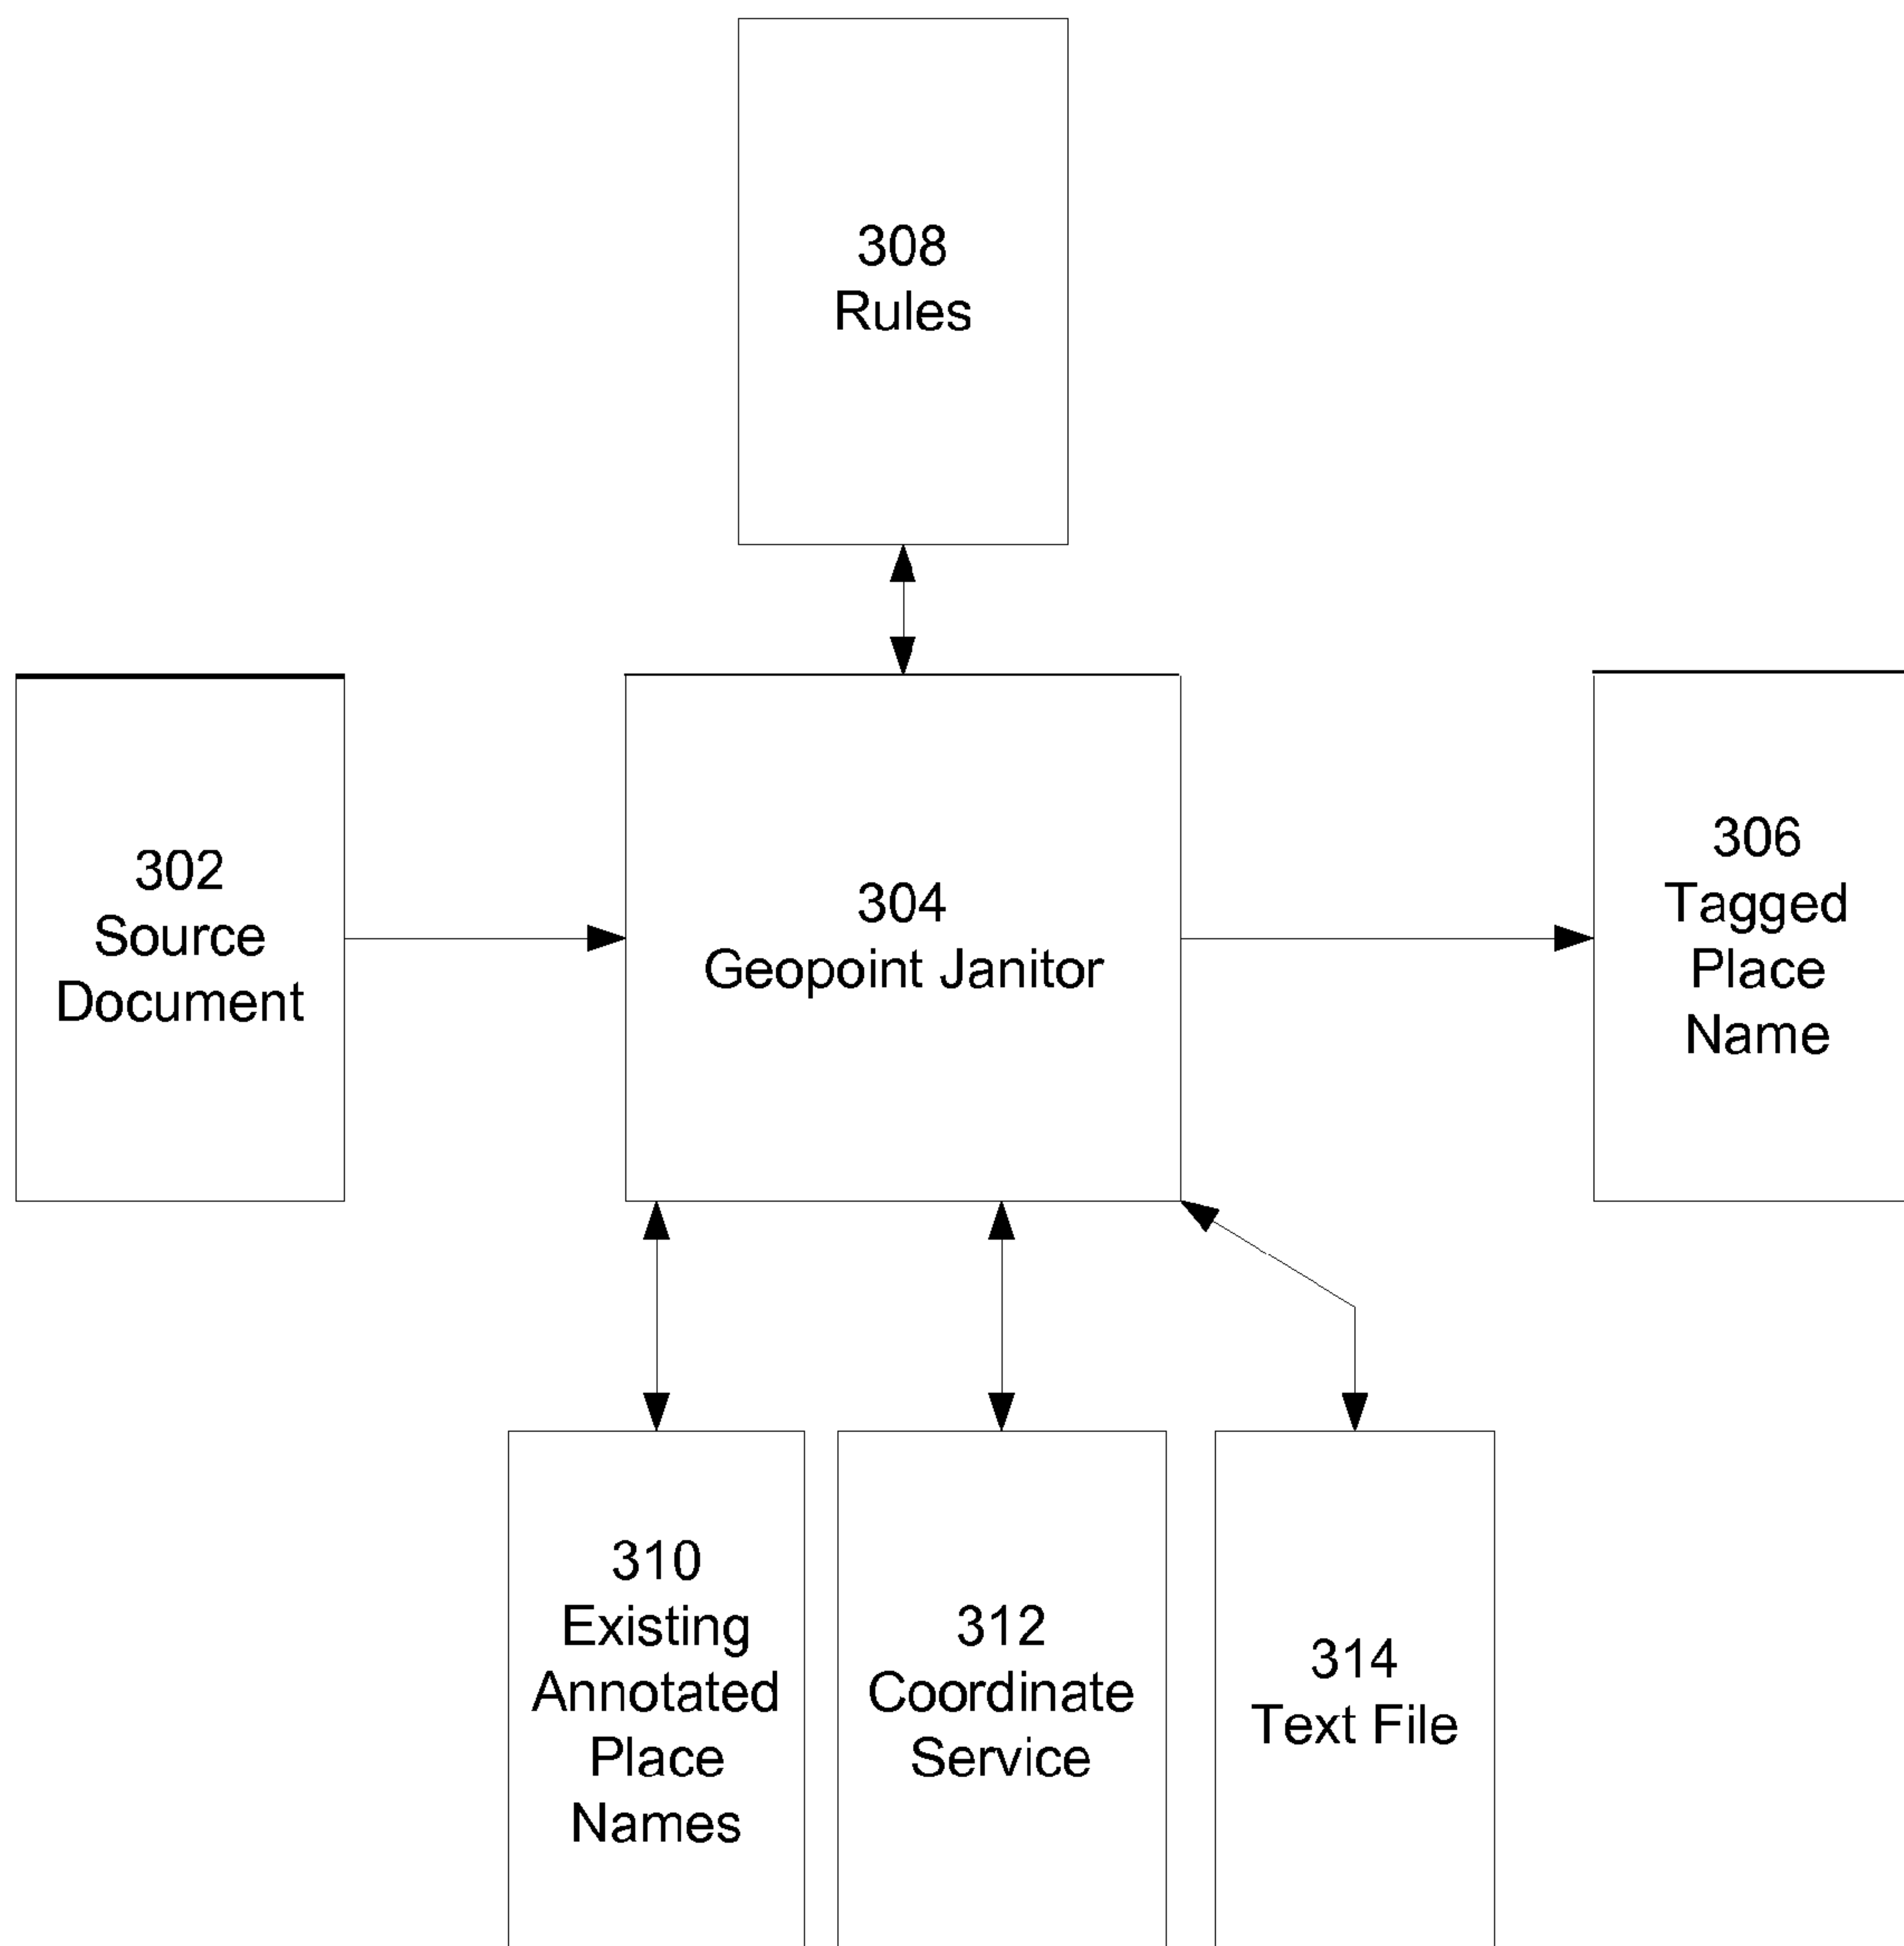 308
Rules
302
Source
Document
304
Geopoint Janitor
306
Tagged
Place
Name
310
Existing
Annotated
Place
Names
312
Coordinate
Service
314
Text File